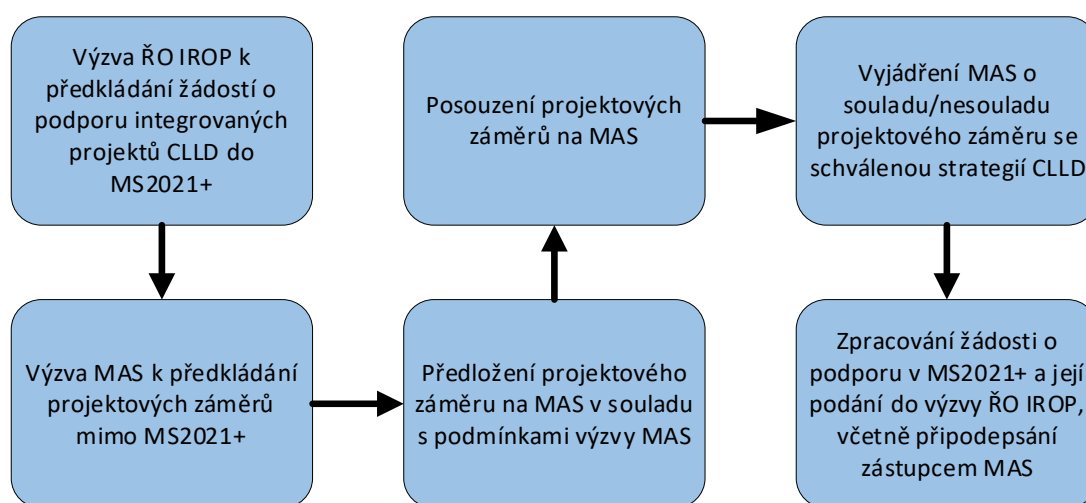 Výzva ŘO IROP k
předkládání žádostí o
podporu integrovaných
projektů CLLD do
MS2021+
Výzva MAS k předkládání
projektových záměrů
mimo MS2021+
Předložení projektového
záměru na MAS v souladu
s podmínkami výzvy MAS
Posouzení projektových
záměrů na MAS
Vyjádření MAS o
souladu/nesouladu
projektového záměru se
schválenou strategií CLLD
Zpracování žádosti o
podporu v MS2021+ a její
podání do výzvy ŘO IROP,
včetně připodepsání
zástupcem MAS